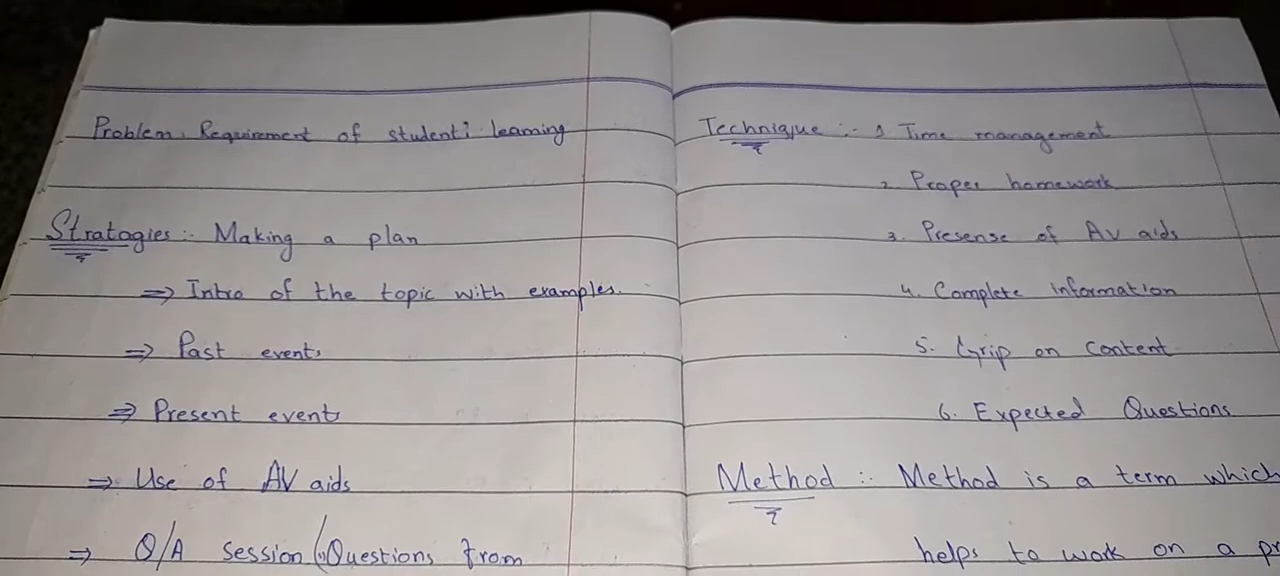 Problem: Requirement of students learning
Stratagies :- Making a plan
⇒ Intro of the topic with examples.
⇒ Past events
⇒ Present events
⇒ Use of AV aids
⇒ Q/A session (Questions from
Technique :- 1 Time management
2. Proper homework
3. Presense of AV aids
4. Complete information
5. Grip on content
6. Expected Questions
Method :- Method is a term which
helps to work on a